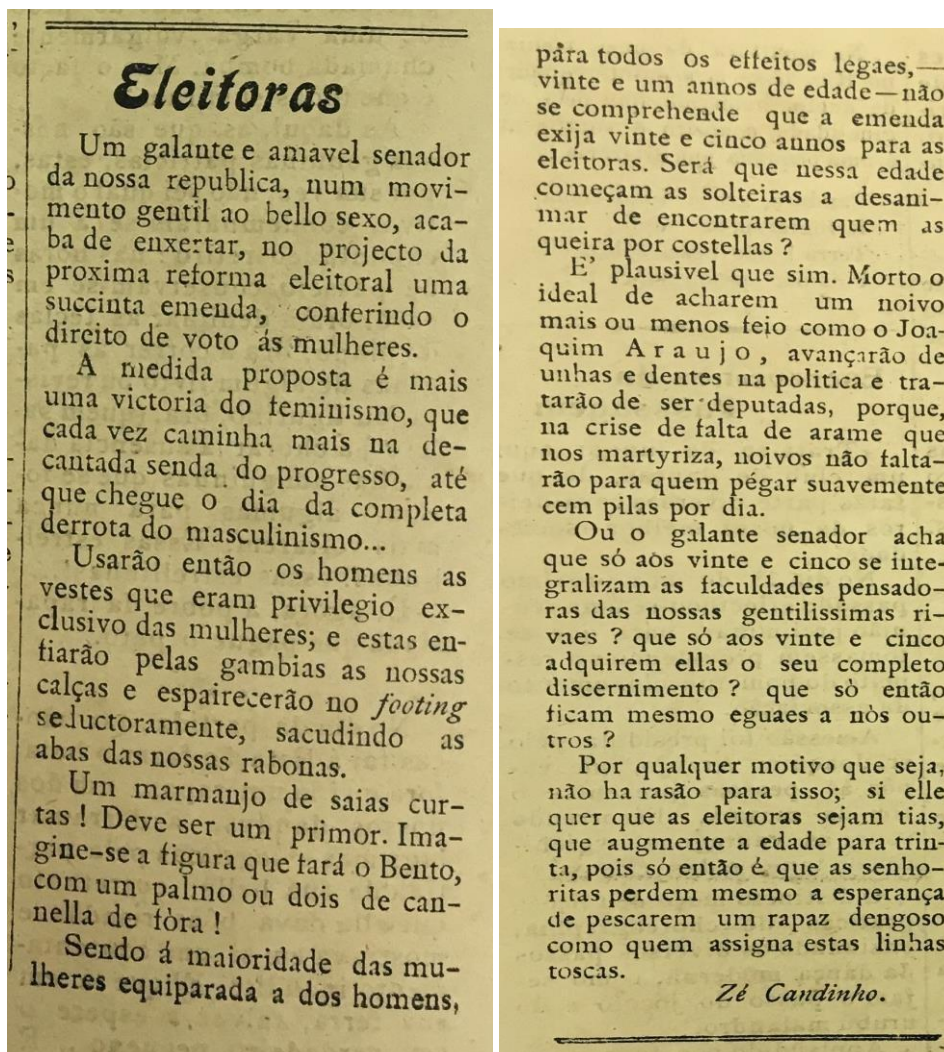 Eleitoras
Um galante e amavel senador
da nossa republica, num movi-
mento gentil ao bello sexo, aca-
ba de enxertar, no projecto da
proxima reforma eleitoral uma
succinta emenda, conferindo o
direito de voto ás mulheres.
A medida proposta é mais
uma victoria do feminismo, que
cada vez caminha mais na de-
cantada senda do progresso, até
que chegue o dia da completa
derrota do masculinismo...
Usarão então os homens as
vestes que eram privilegio ex-
clusivo das mulheres; e estas en-
fiarão pelas gambias as nossas
calças e espairecerão no footing
seductoramente, sacudindo as
abas das nossas rabonas.
Um marmanjo de saias cur-
tas ! Deve ser um primor. Ima-
gine-se a figura que fará o Bento,
com um palmo ou dois de can-
nella de fòra !
Sendo á maioridade das mu-
lheres equiparada a dos homens,
pàra todos os effeitos legaes,—
vinte e um annos de edade—não
se comprehende que a emenda
exija vinte e cinco annos para as
eleitoras. Será que nessa edade
começam as solteiras a desani-
mar de encontrarem quem as
queira por costellas ?
E' plausivel que sim. Morto o
ideal de acharem um noivo
mais ou menos feio como o Joa-
quim Araujo, avançarão de
unhas e dentes na politica e tra-
tarão de ser deputadas, porque,
na crise de falta de arame que
nos martyriza, noivos não falta-
rão para quem pégar suavemente
cem pilas por dia.
Ou o galante senador acha
que só aos vinte e cinco se inte-
gralizam as faculdades pensado-
ras das nossas gentilissimas ri-
vaes ? que só aos vinte e cinco
adquirem ellas o seu completo
discernimento ? que sò então
ficam mesmo eguaes a nòs ou-
tros ?
Por qualquer motivo que seja,
não ha rasão para isso; si elle
quer que as eleitoras sejam tias,
que augmente a edade para trin-
ta, pois só então é que as senho-
ritas perdem mesmo a esperança
de pescarem um rapaz dengoso
como quem assigna estas linhas
toscas.
Zé Candinho.